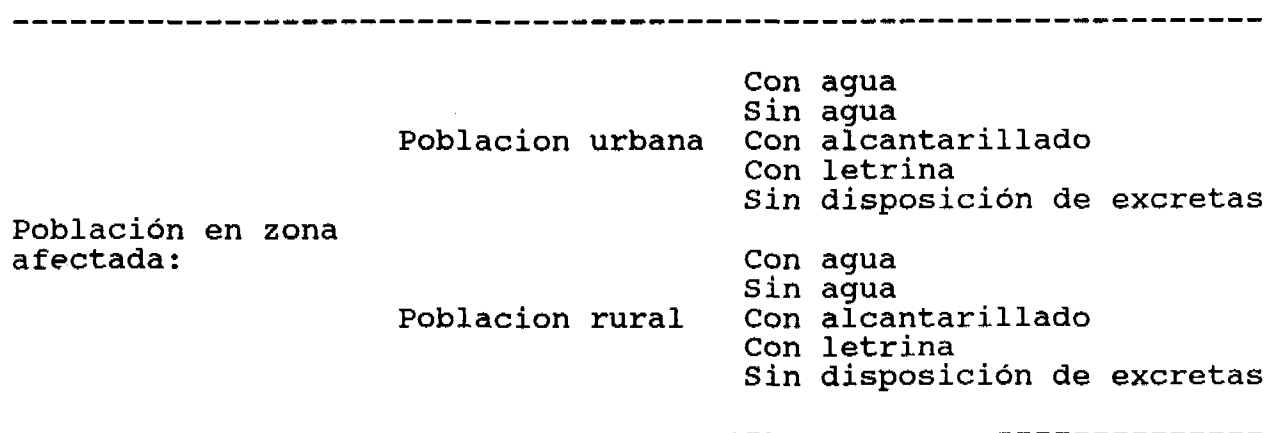 Con agua
Sin agua
Poblacion urbana Con alcantarillado
Con letrina
Sin disposición de excretas
Población en zona
afectada: Con agua
Sin agua
Poblacion rural Con alcantarillado
Con letrina
Sin disposición de excretas